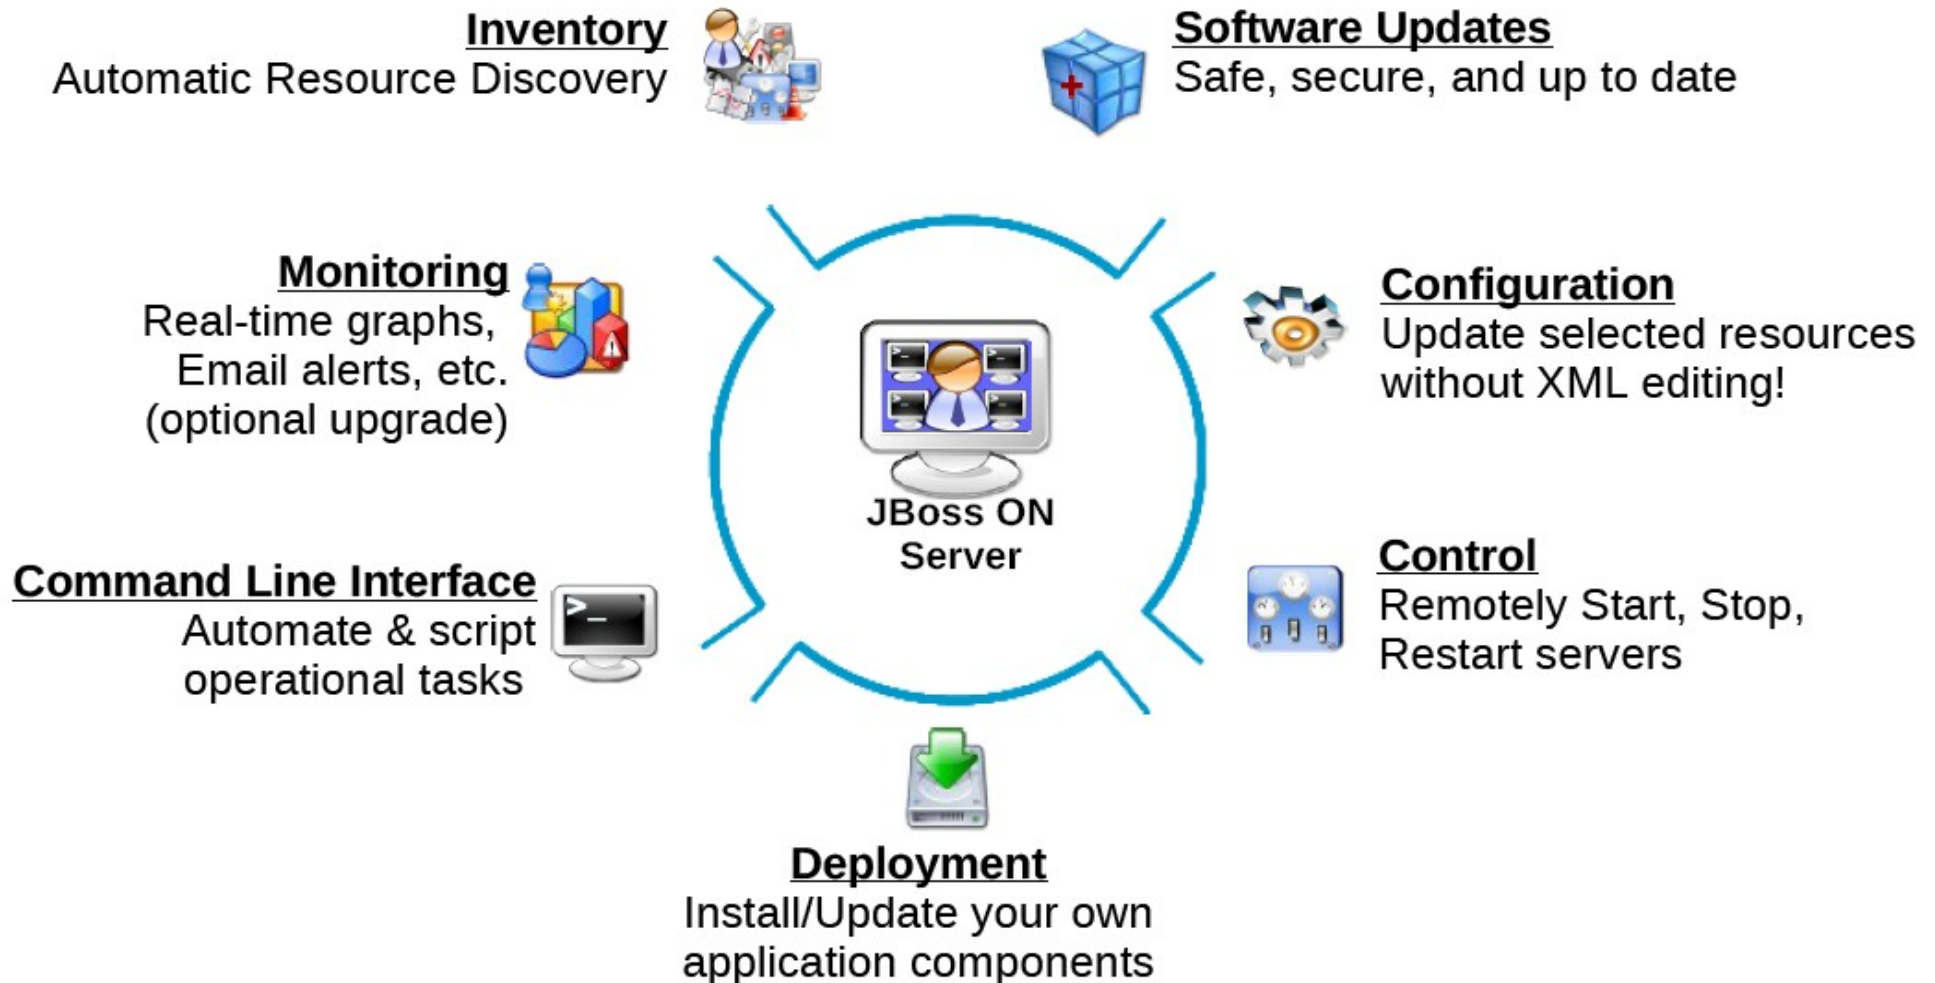 Inventory
Automatic Resource Discovery
Software Updates
Safe, secure, and up to date
Monitoring
Real-time graphs,
Email alerts, etc.
(optional upgrade)
Configuration
Update selected resources
without XML editing!
JBoss ON
Server
Command Line Interface
Automate & script
operational tasks
Control
Remotely Start, Stop,
Restart servers
Deployment
Install/Update your own
application components